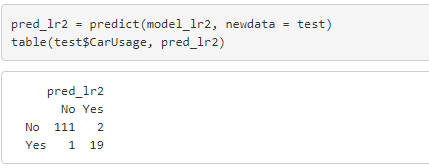 pred_lr2 = predict(model_lr2, newdata = test)
table(test$CarUsage, pred_lr2)
pred_lr2
No Yes
No 111 2
Yes 1 19